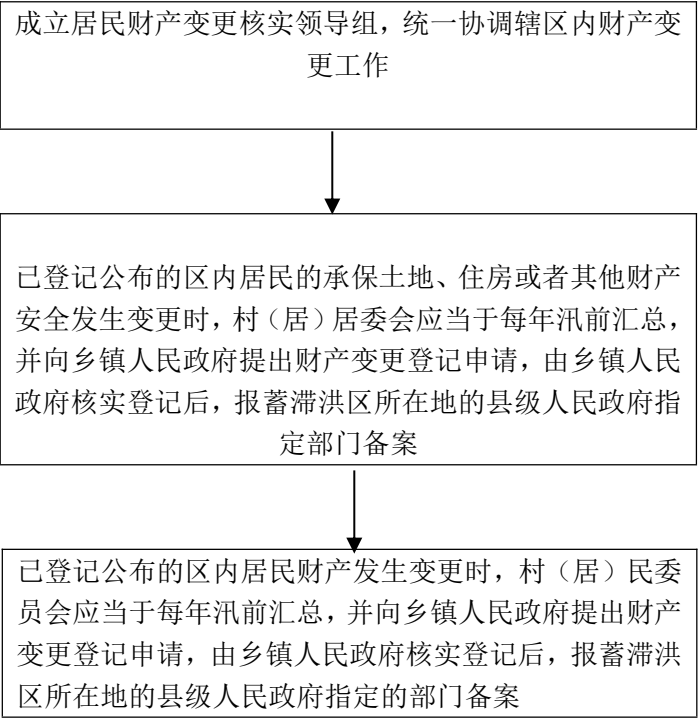 成立居民财产变更核实领导组，统一协调辖区内财产变
更工作
已登记公布的区内居民的承保土地、住房或者其他财产
安全发生变更时，村（居）居委会应当于每年汛前汇总，
并向乡镇人民政府提出财产变更登记申请，由乡镇人民
政府核实登记后，报蓄滞洪区所在地的县级人民政府指
定部门备案
已登记公布的区内居民财产发生变更时，村（居）民委
员会应当于每年汛前汇总，并向乡镇人民政府提出财产
变更登记申请，由乡镇人民政府核实登记后，报蓄滞洪
区所在地的县级人民政府指定的部门备案